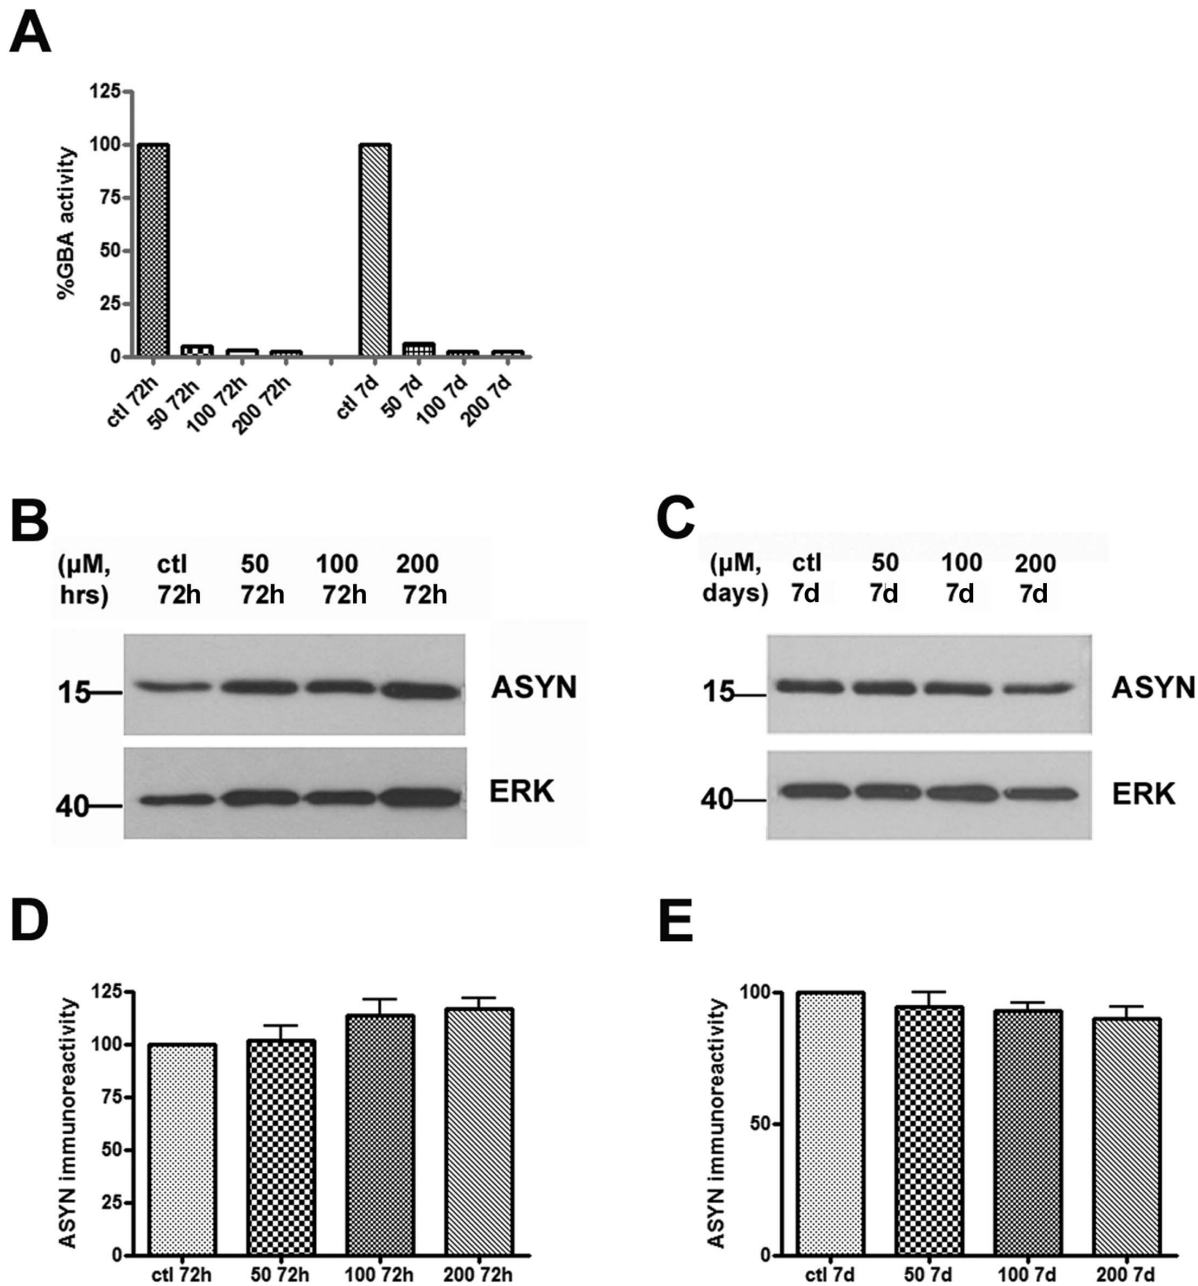 A
%GBA activity
125
100
75
50
25
0
ctl 72h
50 72h
100 72h
200 72h
ctl 7d
50 7d
100 7d
200 7d
B
(µM, ctl 50 100 200
hrs) 72h 72h 72h 72h
15 ASYN
40 ERK
C
(µM, ctl 50 100 200
days) 7d 7d 7d 7d
15 ASYN
40 ERK
D
ASYN immunoreactivity
125
100
75
50
25
0
ctl 72h 50 72h 100 72h 200 72h
E
ASYN immunoreactivity
100
50
0
ctl 7d 50 7d 100 7d 200 7d